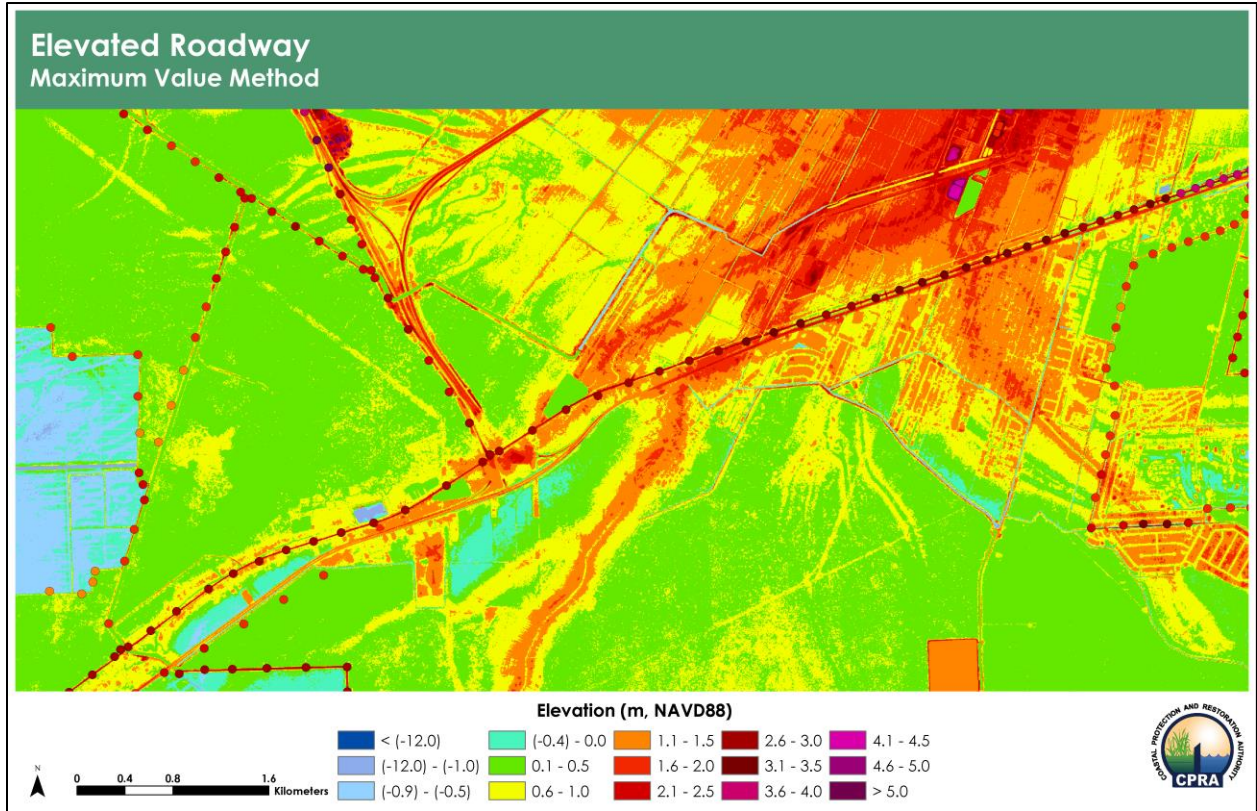 Elevated Roadway
Maximum Value Method
Elevation (m, NAVD88)
< (-12.0)
(-12.0) - (-1.0)
(-0.9) - (-0.5)
(-0.4) - 0.0
0.1 - 0.5
0.6 - 1.0
1.1 - 1.5
1.6 - 2.0
2.1 - 2.5
2.6 - 3.0
3.1 - 3.5
3.6 - 4.0
4.1 - 4.5
4.6 - 5.0
> 5.0
N
0 0.4 0.8 1.6
Kilometers
COASTAL PROTECTION AND RESTORATION AUTHORITY
CPRA